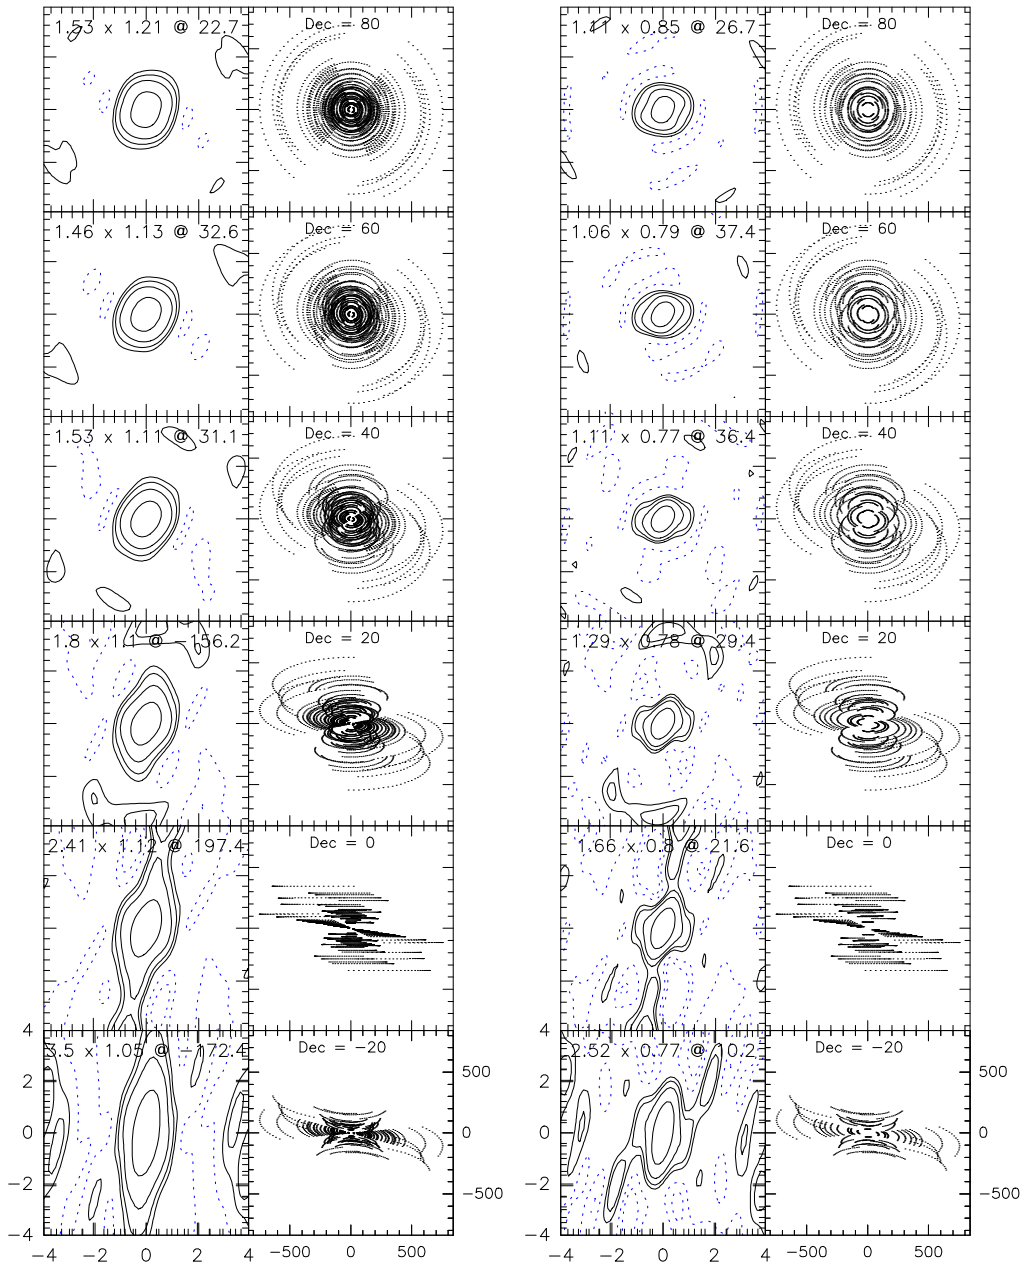 1.53 x 1.21 @ 22.7
Dec = 80
1.11 x 0.85 @ 26.7
Dec = 80
1.46 x 1.13 @ 32.6
Dec = 60
1.06 x 0.79 @ 37.4
Dec = 60
1.53 x 1.11 @ 31.1
Dec = 40
1.11 x 0.77 @ 36.4
Dec = 40
1.8 x 1.1 @ −156.2
Dec = 20
1.29 x 0.78 @ 29.4
Dec = 20
2.41 x 1.12 @ 197.4
Dec = 0
1.66 x 0.8 @ 21.6
Dec = 0
3.5 x 1.05 @ −172.4
Dec = −20
2.52 x 0.77 @ 10.2
Dec = −20
4
2
0
−2
−4
500
0
−500
500
0
−500
−4 −2 0 2 4
−500 0 500
−4 −2 0 2 4
−500 0 500